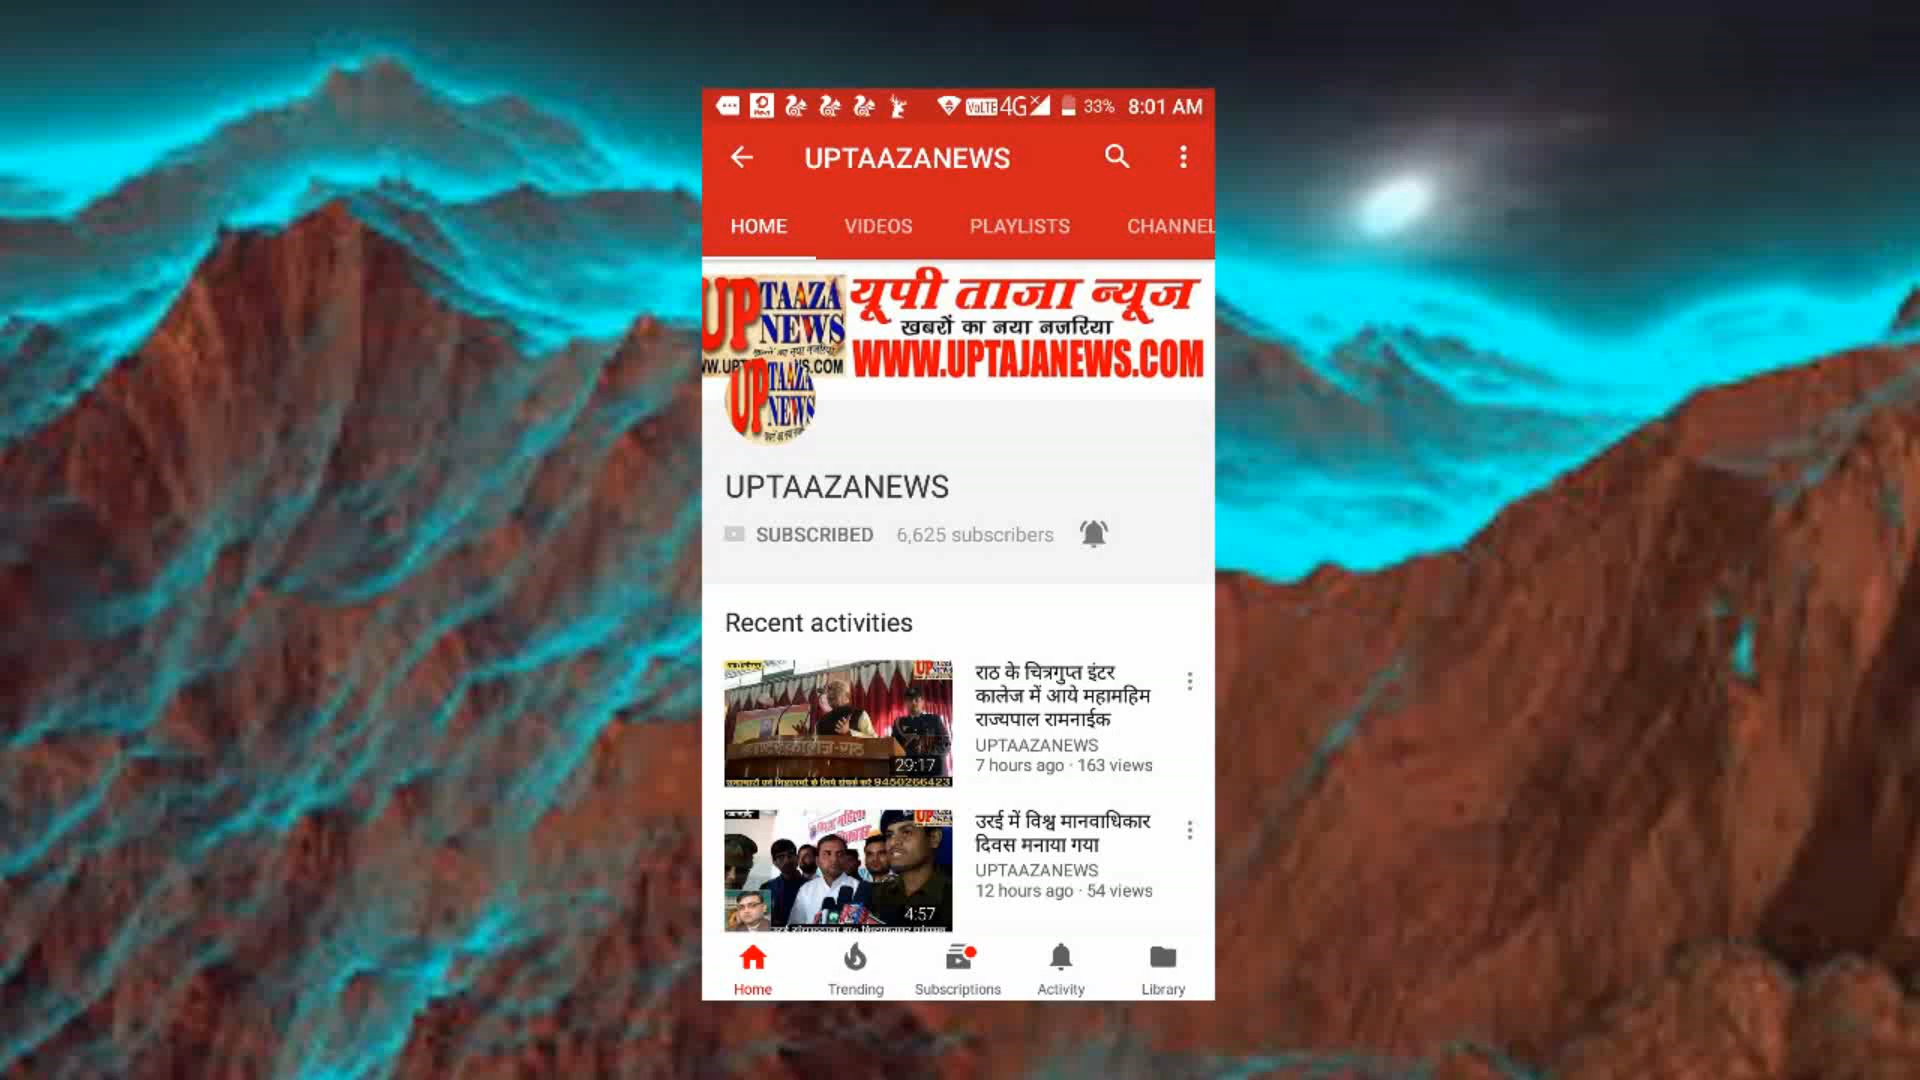 VoLTE 4G 33% 8:01 AM
UPTAAZANEWS
HOME VIDEOS PLAYLISTS CHANNEL
UP TAAZA NEWS
यूपी ताजा न्यूज
खबरों का नया नजरिया
WWW.UPTAJANEWS.COM
UP TAAZA NEWS
UPTAAZANEWS
SUBSCRIBED 6,625 subscribers
Recent activities
राठ के चित्रगुप्त इंटर
कालेज में आये महामहिम
राज्यपाल रामनाईक
UPTAAZANEWS
7 hours ago · 163 views
29:17
उरई में विश्व मानवाधिकार
दिवस मनाया गया
UPTAAZANEWS
12 hours ago · 54 views
4:57
Home Trending Subscriptions Activity Library